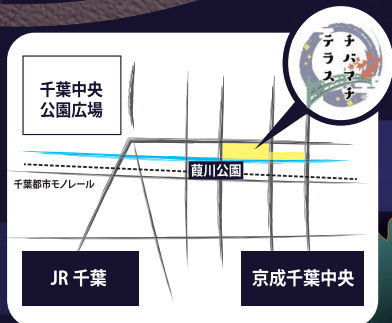 チバマチ
テラス
千葉中央
公園広場
葭川公園
千葉都市モノレール
JR 千葉
京成千葉中央